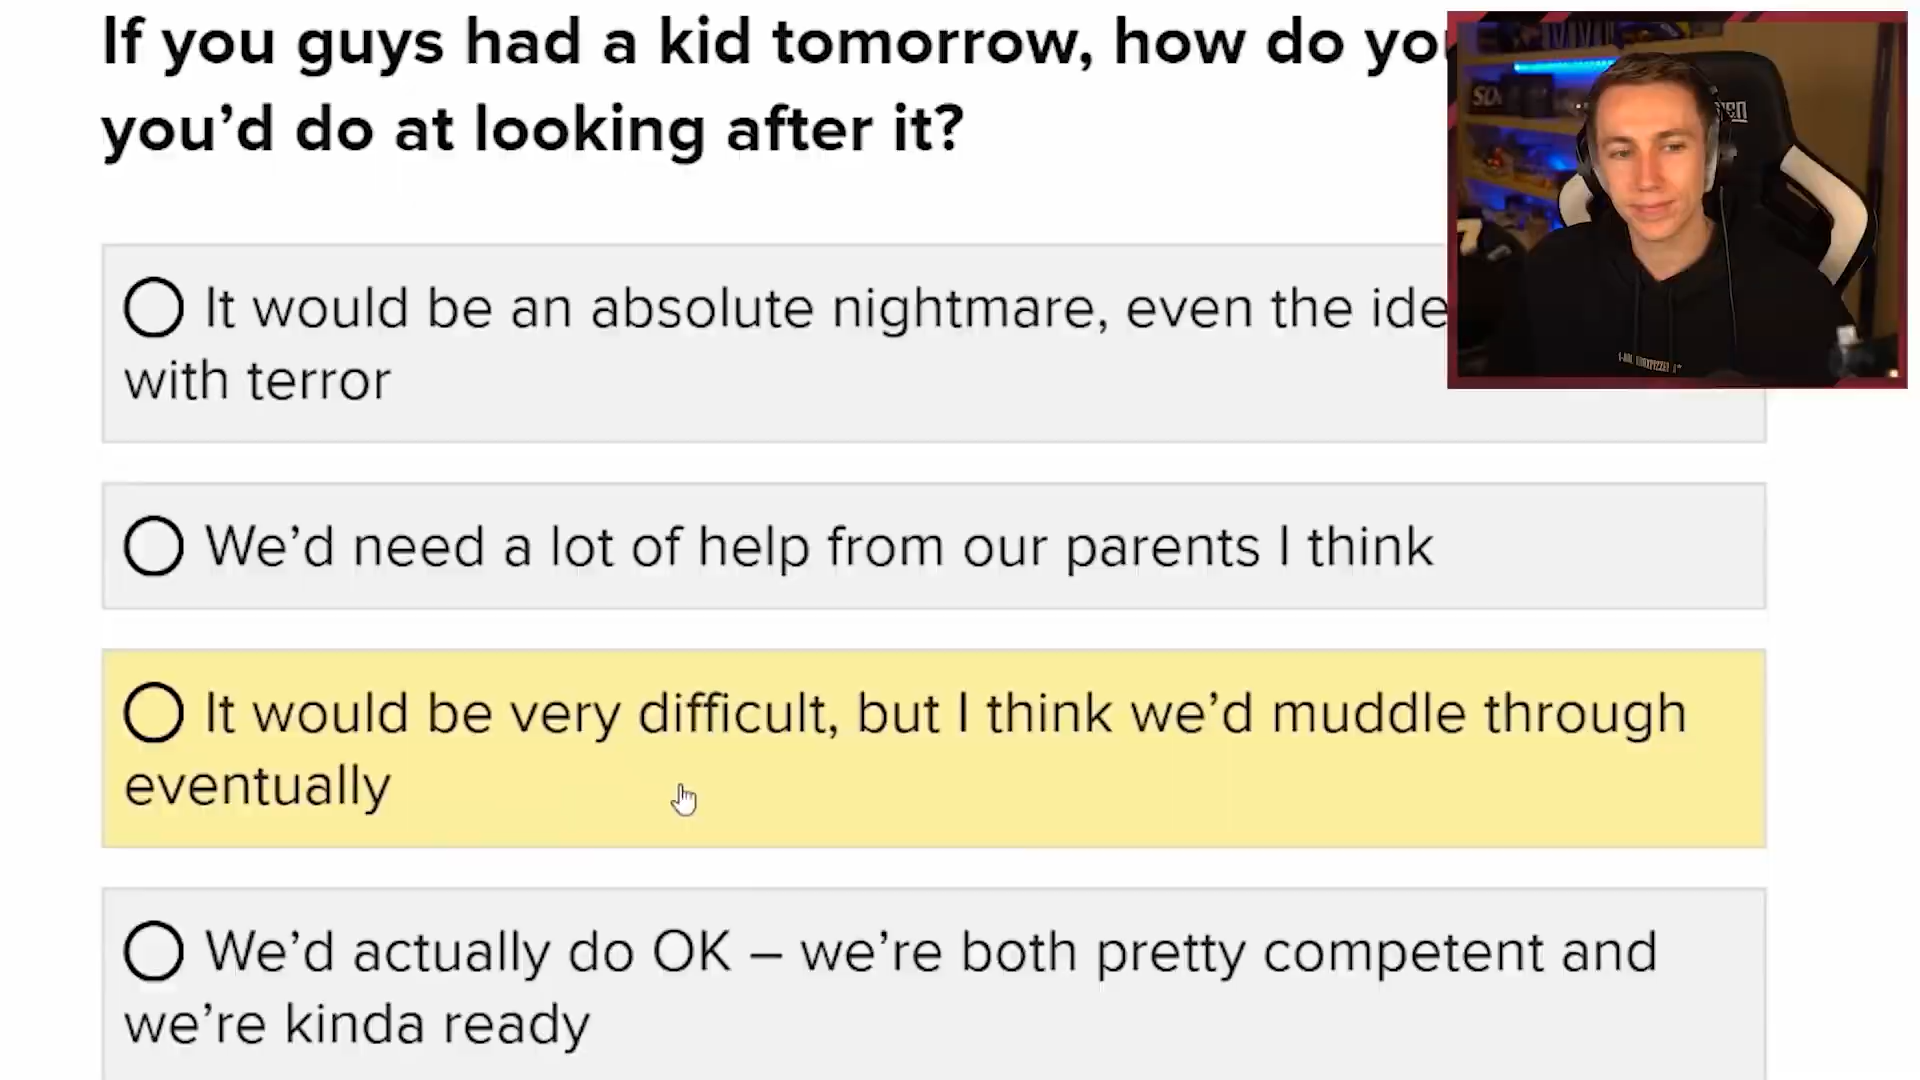 If you guys had a kid tomorrow, how do
you’d do at looking after it?
It would be an absolute nightmare, even the
with terror
We’d need a lot of help from our parents I think
It would be very difficult, but I think we’d muddle through
eventually
We’d actually do OK – we’re both pretty competent and
we’re kinda ready